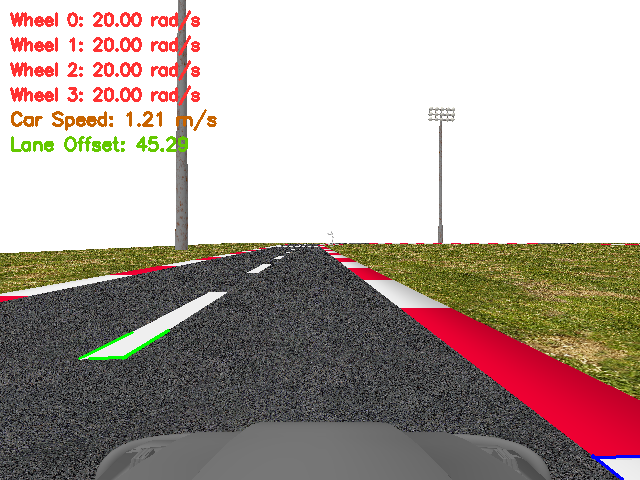 Wheel 0: 20.00 rad/s
Wheel 1: 20.00 rad/s
Wheel 2: 20.00 rad/s
Wheel 3: 20.00 rad/s
Car Speed: 1.21 m/s
Lane Offset: 45.29